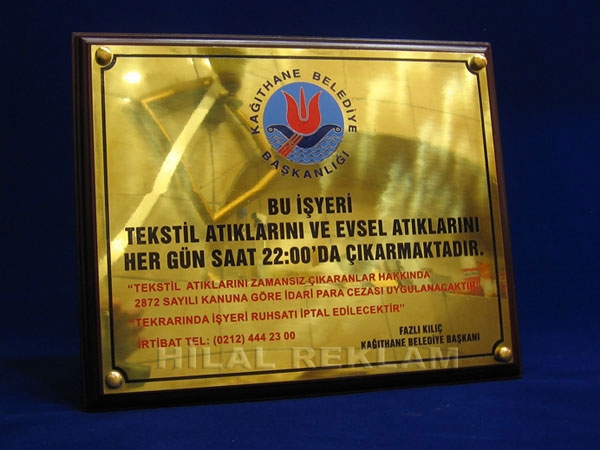 KAĞITHANE BELEDİYE
BAŞKANLIĞI
BU İŞYERİ
TEKSTİL ATIKLARINI VE EVSEL ATIKLARINI
HER GÜN SAAT 22:00'DA ÇIKARMAKTADIR.
"TEKSTİL ATIKLARINI ZAMANSIZ ÇIKARANLAR HAKKINDA
2872 SAYILI KANUNA GÖRE İDARİ PARA CEZASI UYGULANACAKTIR"
"TEKRARINDA İŞYERİ RUHSATI İPTAL EDİLECEKTİR"
İRTİBAT TEL: (0212) 444 23 00
FAZLI KILIÇ
KAĞITHANE BELEDİYE BAŞKANI
HILAL REKLAM